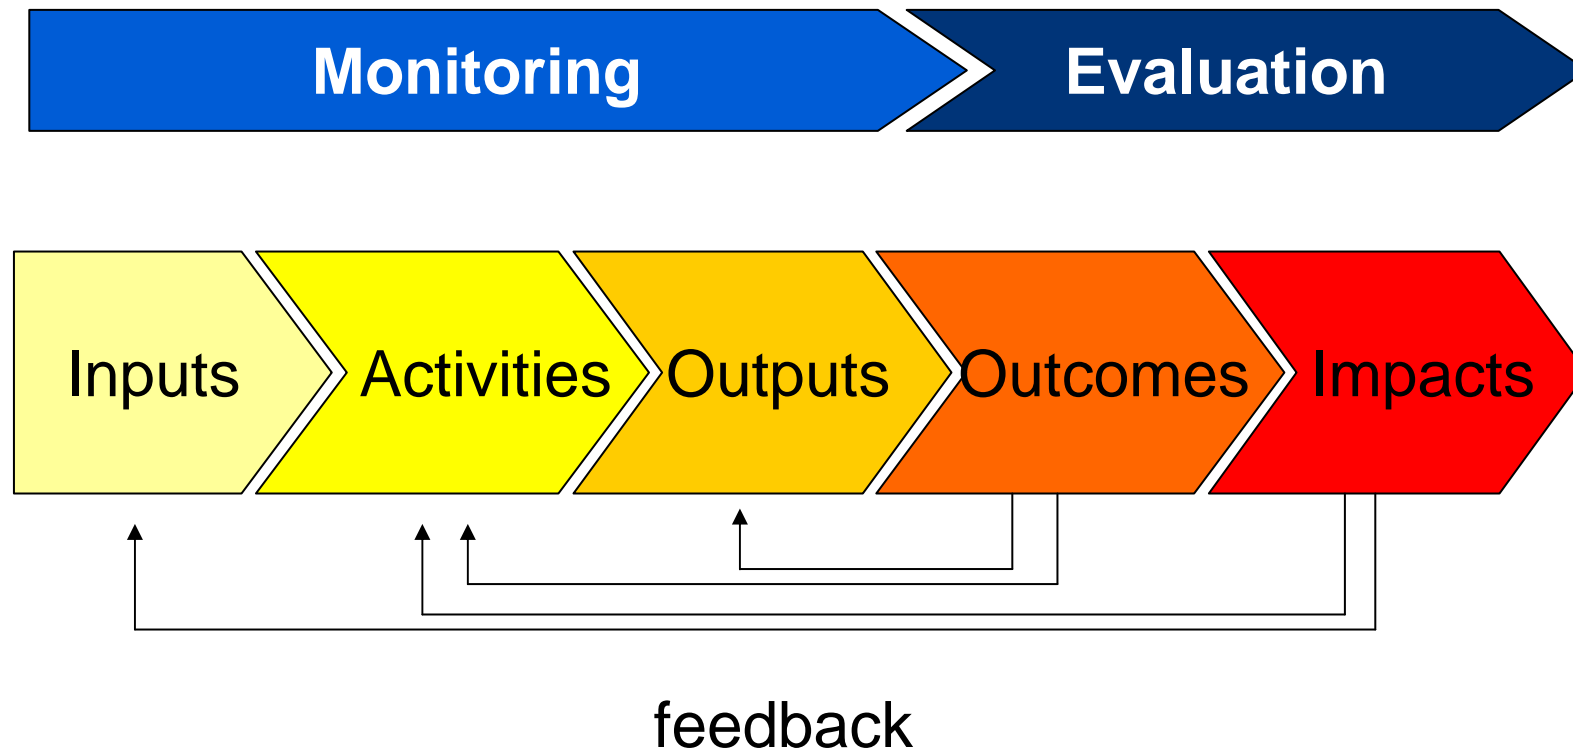 Monitoring Evaluation
Inputs Activities Outputs Outcomes Impacts
feedback